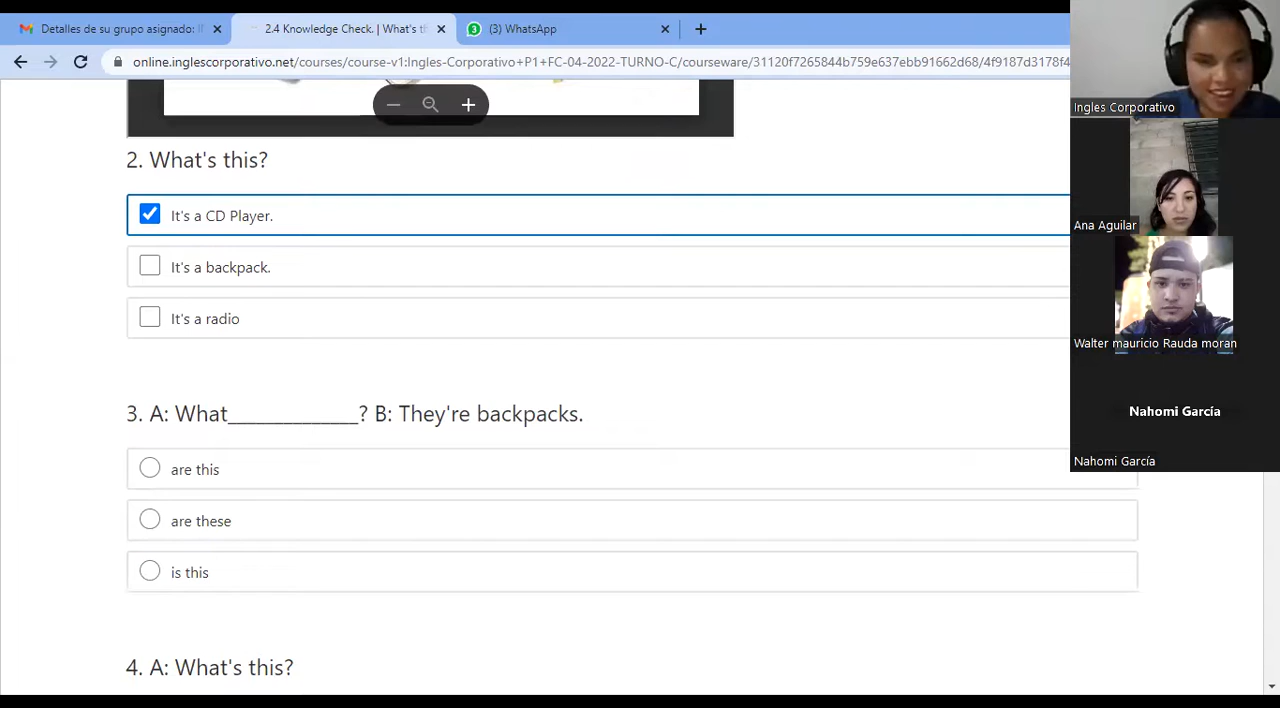 Detalles de su grupo asignado: I
2.4 Knowledge Check. | What's th
3
(3) WhatsApp
online.inglescorporativo.net/courses/course-v1:Ingles-Corporativo+P1+FC-04-2022-TURNO-C/courseware/31120f7265844b759e637ebb91662d68/4f9187d3178f4
2. What's this?
It's a CD Player.
It's a backpack.
It's a radio
3. A: What______________? B: They're backpacks.
are this
are these
is this
4. A: What's this?
Ingles Corporativo
Ana Aguilar
Walter mauricio Rauda moran
Nahomi García
Nahomi García